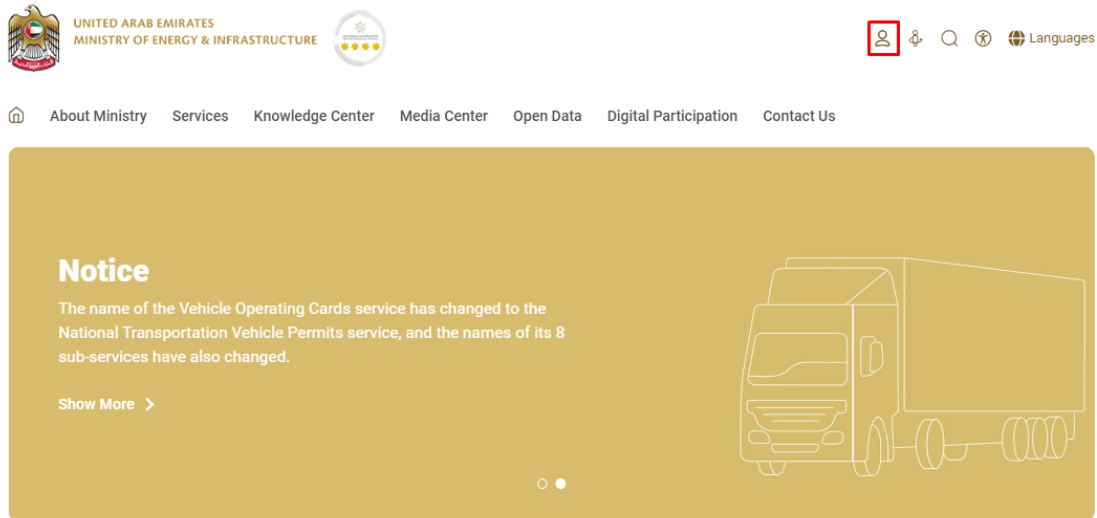 UNITED ARAB EMIRATES
MINISTRY OF ENERGY & INFRASTRUCTURE
Languages
About Ministry Services Knowledge Center Media Center Open Data Digital Participation Contact Us
Notice
The name of the Vehicle Operating Cards service has changed to the
National Transportation Vehicle Permits service, and the names of its 8
sub-services have also changed.
Show More